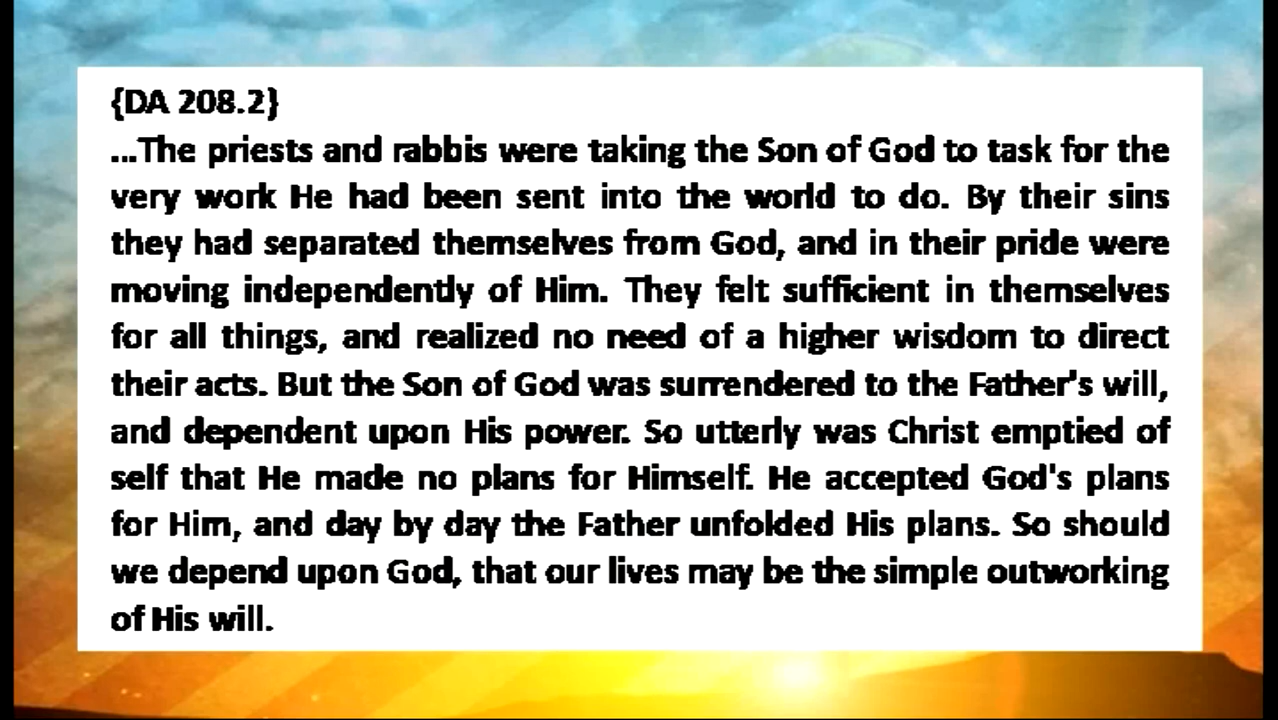 {DA 208.2}
...The priests and rabbis were taking the Son of God to task for the
very work He had been sent into the world to do. By their sins
they had separated themselves from God, and in their pride were
moving independently of Him. They felt sufficient in themselves
for all things, and realized no need of a higher wisdom to direct
their acts. But the Son of God was surrendered to the Father's will,
and dependent upon His power. So utterly was Christ emptied of
self that He made no plans for Himself. He accepted God's plans
for Him, and day by day the Father unfolded His plans. So should
we depend upon God, that our lives may be the simple outworking
of His will.